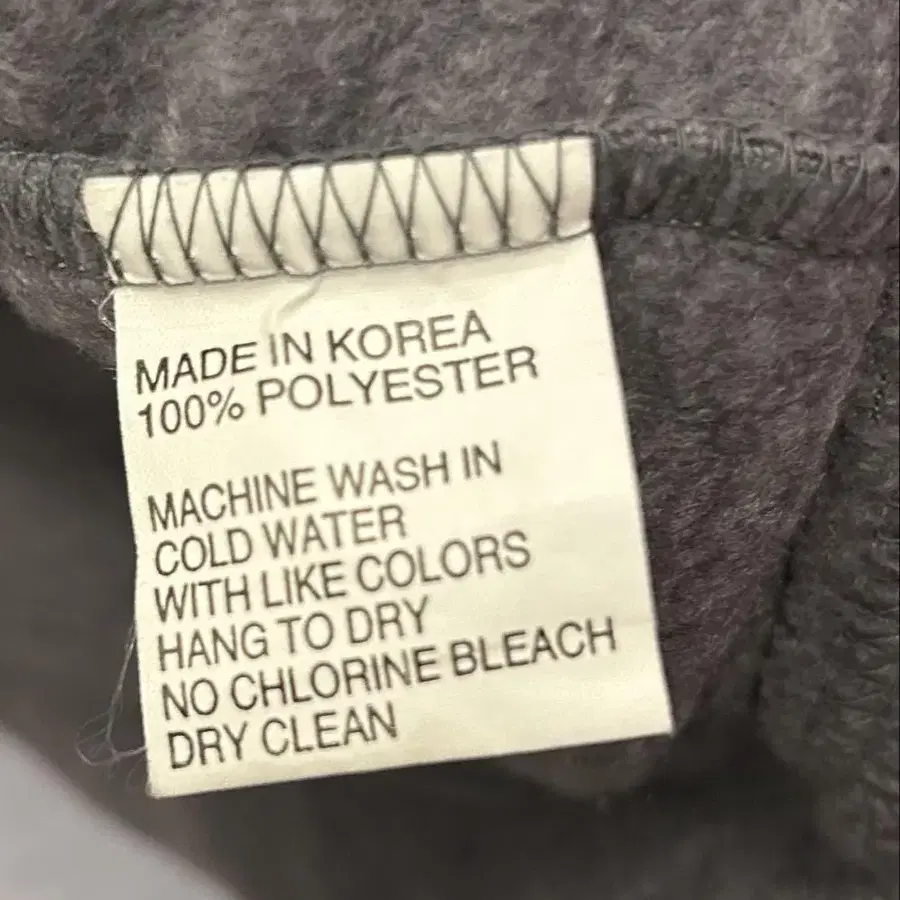 MADE IN KOREA
100% POLYESTER
MACHINE WASH IN
COLD WATER
WITH LIKE COLORS
HANG TO DRY
NO CHLORINE BLEACH
DRY CLEAN